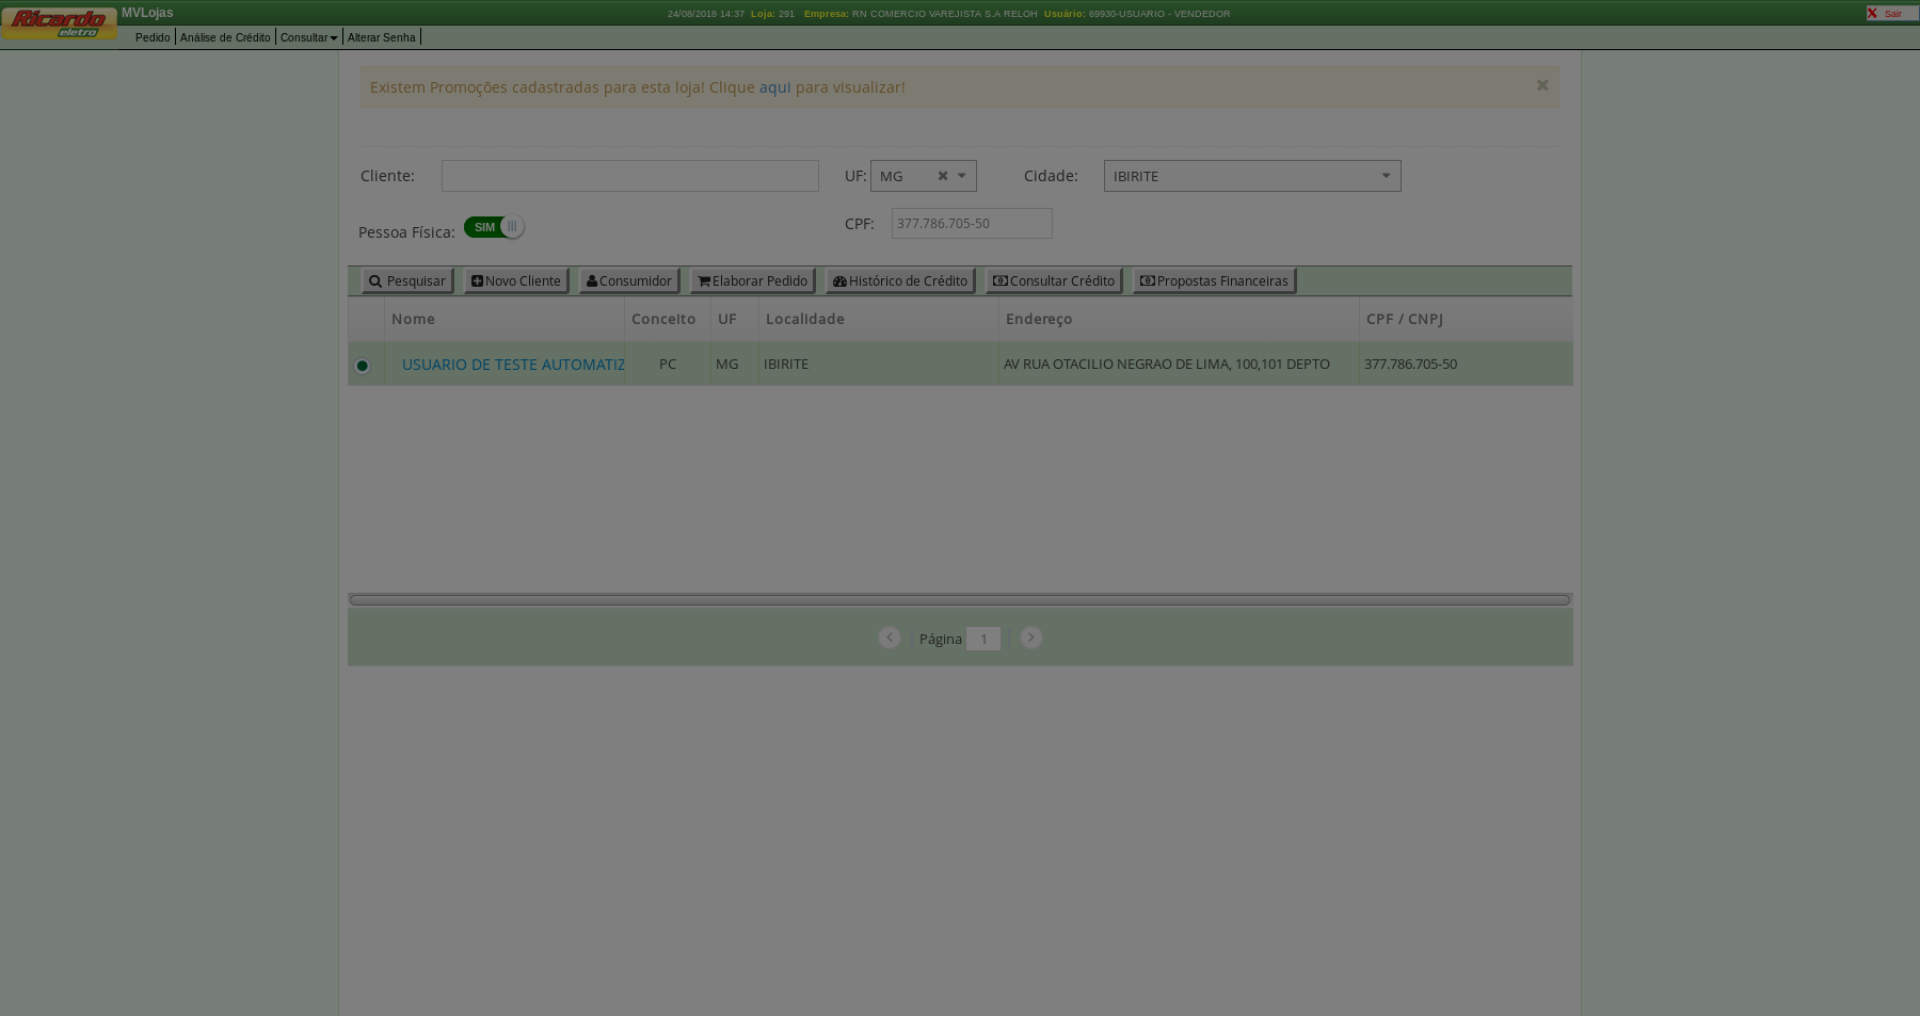 Ricardo eletro MVLojas 24/08/2018 14:37 Loja: 291 Empresa: RN COMERCIO VAREJISTA S.A RELOH Usuário: 69930-USUARIO - VENDEDOR Sair
Pedido Análise de Crédito Consultar Alterar Senha
Existem Promoções cadastradas para esta loja! Clique aqui para visualizar!
Cliente: UF: MG Cidade: IBIRITE
Pessoa Física: SIM CPF: 377.786.705-50
Pesquisar Novo Cliente Consumidor Elaborar Pedido Histórico de Crédito Consultar Crédito Propostas Financeiras
Nome Conceito UF Localidade Endereço CPF / CNPJ
USUARIO DE TESTE AUTOMATIZ PC MG IBIRITE AV RUA OTACILIO NEGRAO DE LIMA, 100,101 DEPTO 377.786.705-50
Página 1